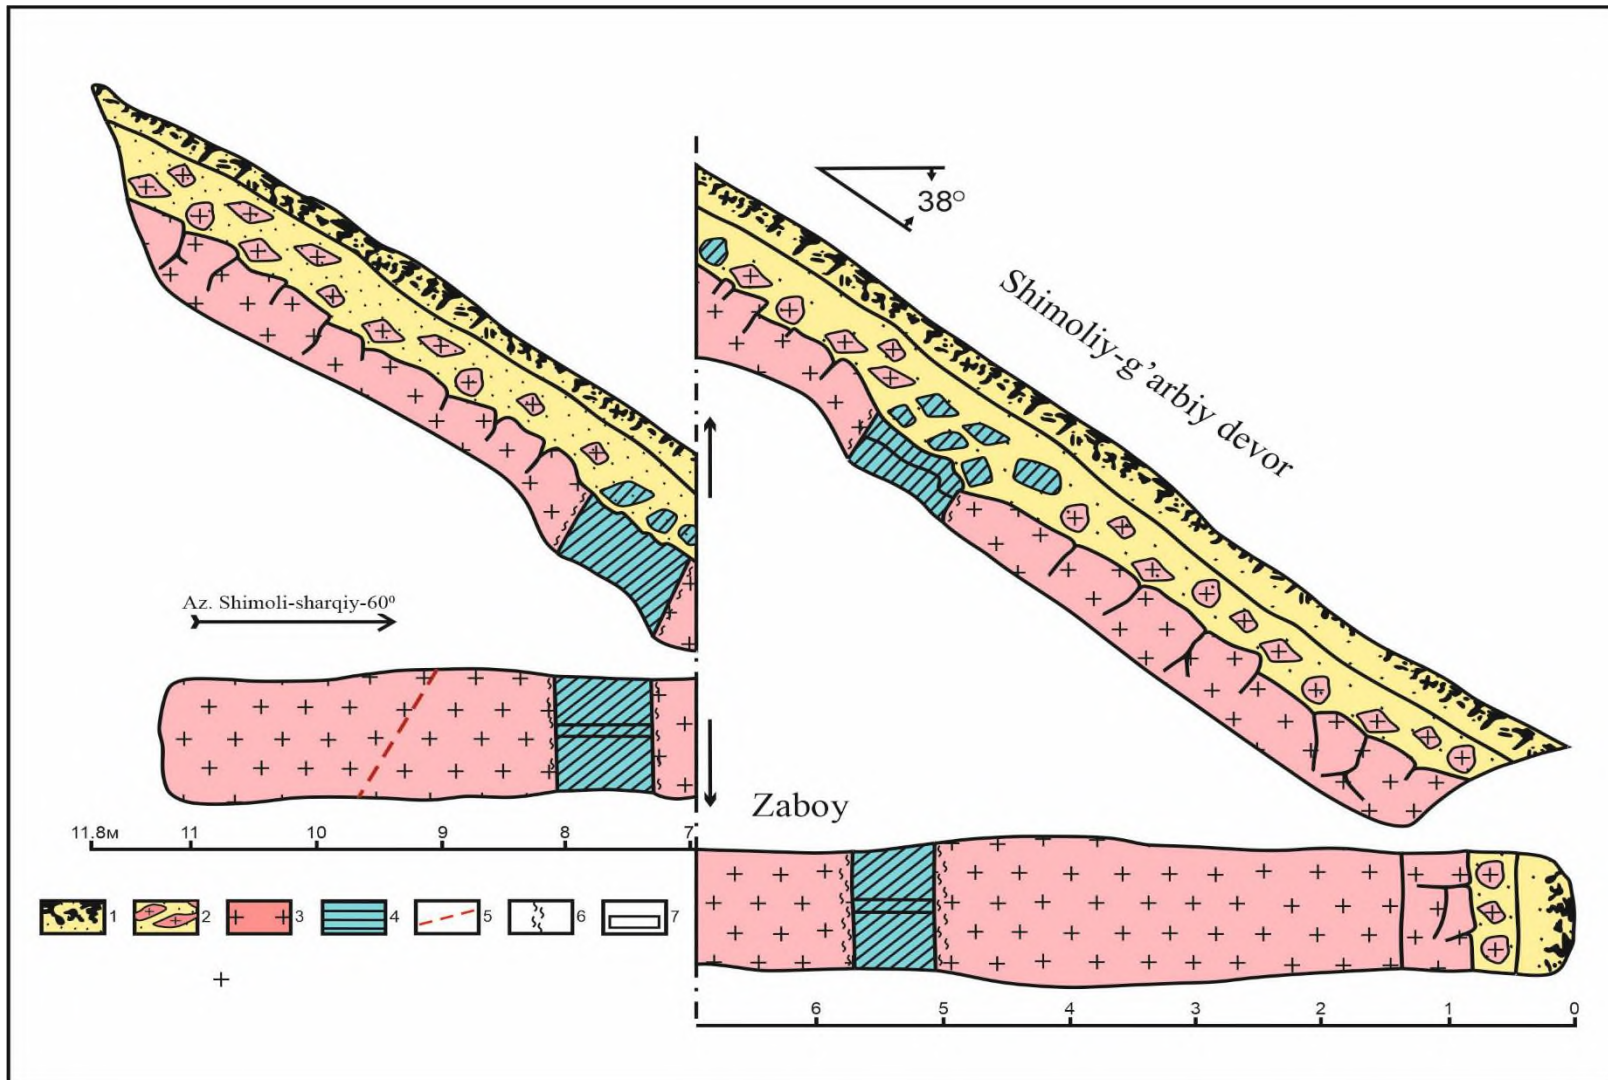 38°
Shimoliy-g’arbiy devor
Az. Shimoli-sharqiy-60⁰
Zaboy
11.8м 11 10 9 8 7
1 2 3 4 5 6 7
6 5 4 3 2 1 0